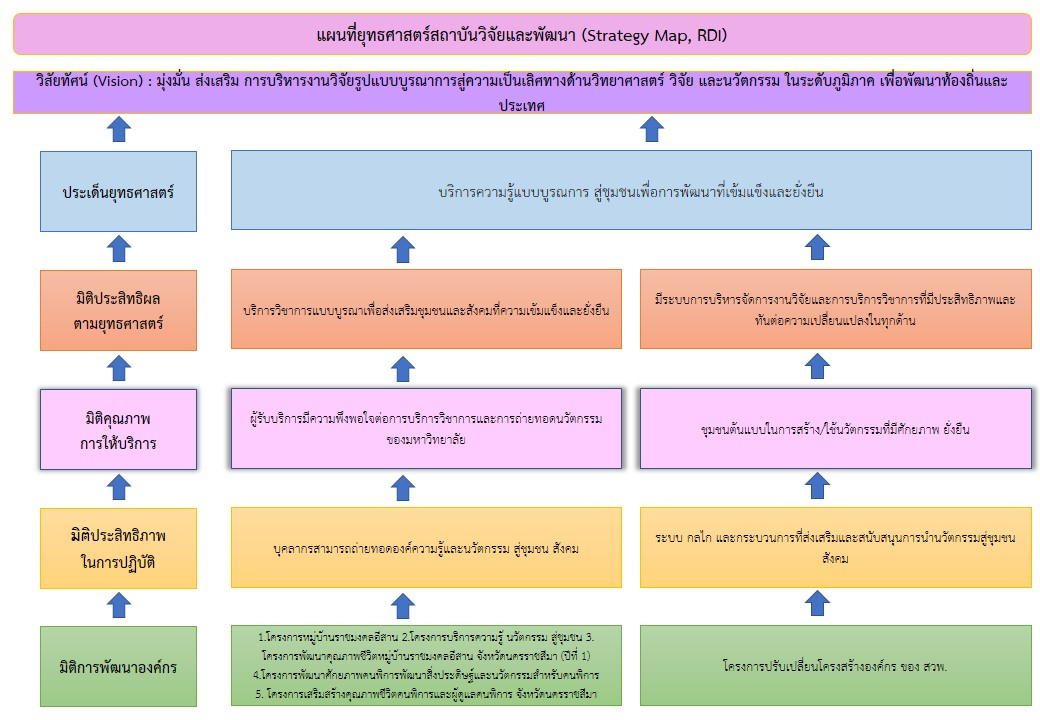 แผนที่ยุทธศาสตร์สถาบันวิจัยและพัฒนา (Strategy Map, RDI)
วิสัยทัศน์ (Vision) : มุ่งมั่น ส่งเสริม การบริหารงานวิจัยรูปแบบบูรณาการสู่ความเป็นเลิศทางด้านวิทยาศาสตร์ วิจัย และนวัตกรรม ในระดับภูมิภาค เพื่อพัฒนาท้องถิ่นและ
ประเทศ
ประเด็นยุทธศาสตร์
บริการความรู้แบบบูรณการ สู่ชุมชนเพื่อการพัฒนาที่เข้มแข็งและยั่งยืน
มิติประสิทธิผล
ตามยุทธศาสตร์
บริการวิชาการแบบบูรณาเพื่อส่งเสริมชุมชนและสังคมที่ความเข้มแข็งและยั่งยืน
มีระบบการบริหารจัดการงานวิจัยและการบริการวิชาการที่มีประสิทธิภาพและ
ทันต่อความเปลี่ยนแปลงในทุกด้าน
มิติคุณภาพ
การให้บริการ
ผู้รับบริการมีความพึงพอใจต่อการบริการวิชาการและการถ่ายทอดนวัตกรรม
ของมหาวิทยาลัย
ชุมชนต้นแบบในการสร้าง/ใช้นวัตกรรมที่มีศักยภาพ ยั่งยืน
มิติประสิทธิภาพ
ในการปฏิบัติ
บุคลากรสามารถถ่ายทอดองค์ความรู้และนวัตกรรม สู่ชุมชน สังคม
ระบบ กลไก และกระบวนการที่ส่งเสริมและสนับสนุนการนำนวัตกรรมสู่ชุมชน
สังคม
มิติการพัฒนาองค์กร
1.โครงการหมู่บ้านราชมงคลอีสาน 2.โครงการบริการความรู้ นวัตกรรม สู่ชุมชน 3.
โครงการพัฒนาคุณภาพชีวิตหมู่บ้านราชมงคลอีสาน จังหวัดนครราชสีมา (ปีที่ 1)
4.โครงการพัฒนาศักยภาพคนพิการพัฒนาสิ่งประดิษฐ์และนวัตกรรมสำหรับคนพิการ
5. โครงการเสริมสร้างคุณภาพชีวิตคนพิการและผู้ดูแลคนพิการ จังหวัดนครราชสีมา
โครงการปรับเปลี่ยนโครงสร้างองค์กร ของ สวพ.